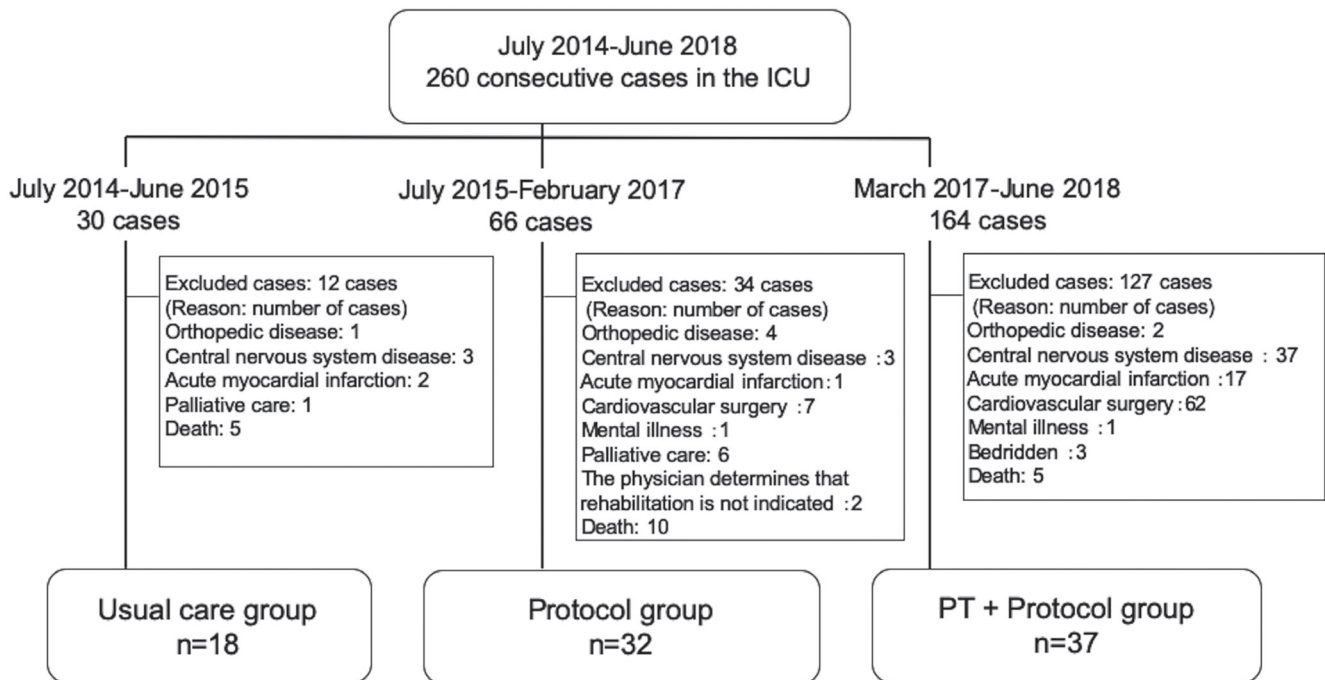 July 2014-June 2018
260 consecutive cases in the ICU
July 2014-June 2015
30 cases
Excluded cases: 12 cases
(Reason: number of cases)
Orthopedic disease: 1
Central nervous system disease: 3
Acute myocardial infarction: 2
Palliative care: 1
Death: 5
Usual care group
n=18
July 2015-February 2017
66 cases
Excluded cases: 34 cases
(Reason: number of cases)
Orthopedic disease: 4
Central nervous system disease :3
Acute myocardial infarction:1
Cardiovascular surgery :7
Mental illness :1
Palliative care: 6
The physician determines that
rehabilitation is not indicated :2
Death: 10
Protocol group
n=32
March 2017-June 2018
164 cases
Excluded cases: 127 cases
(Reason: number of cases)
Orthopedic disease: 2
Central nervous system disease : 37
Acute myocardial infarction :17
Cardiovascular surgery:62
Mental illness :1
Bedridden :3
Death: 5
PT + Protocol group
n=37